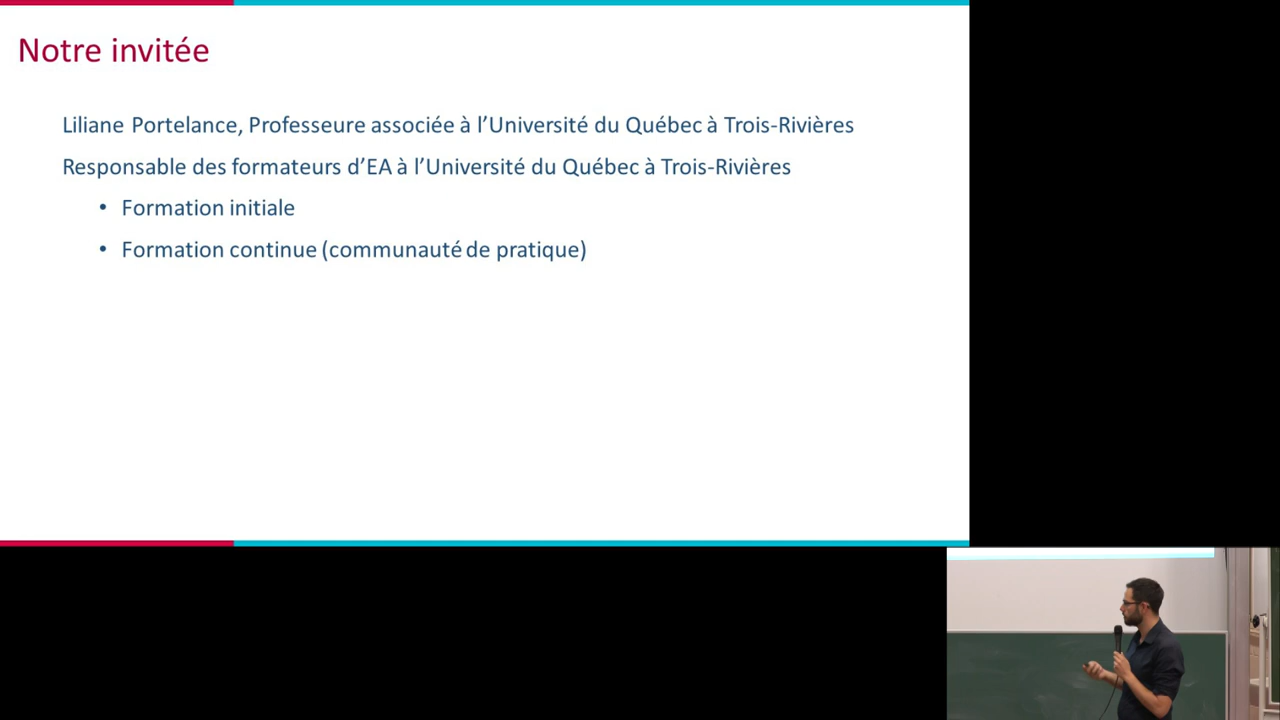 Notre invitée
Liliane Portelance, Professeure associée à l’Université du Québec à Trois-Rivières
Responsable des formateurs d’EA à l’Université du Québec à Trois-Rivières
• Formation initiale
• Formation continue (communauté de pratique)